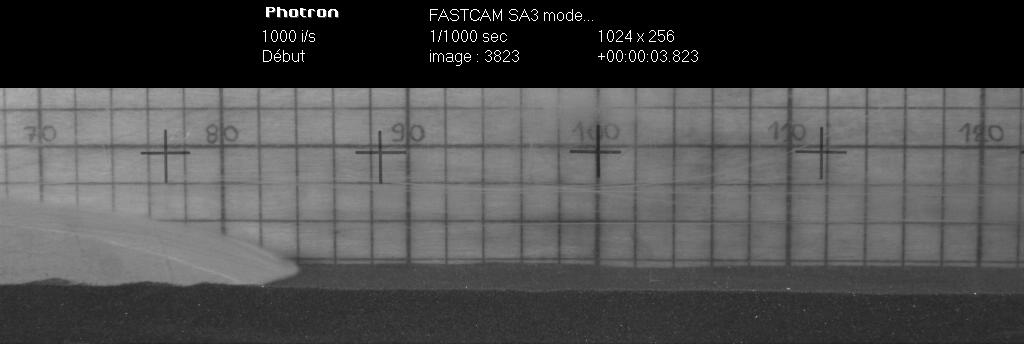 Photron FASTCAM SA3 mode...
1000 i/s 1/1000 sec 1024 x 256
Début image : 3823 +00:00:03.823
70 80 90 100 110 120